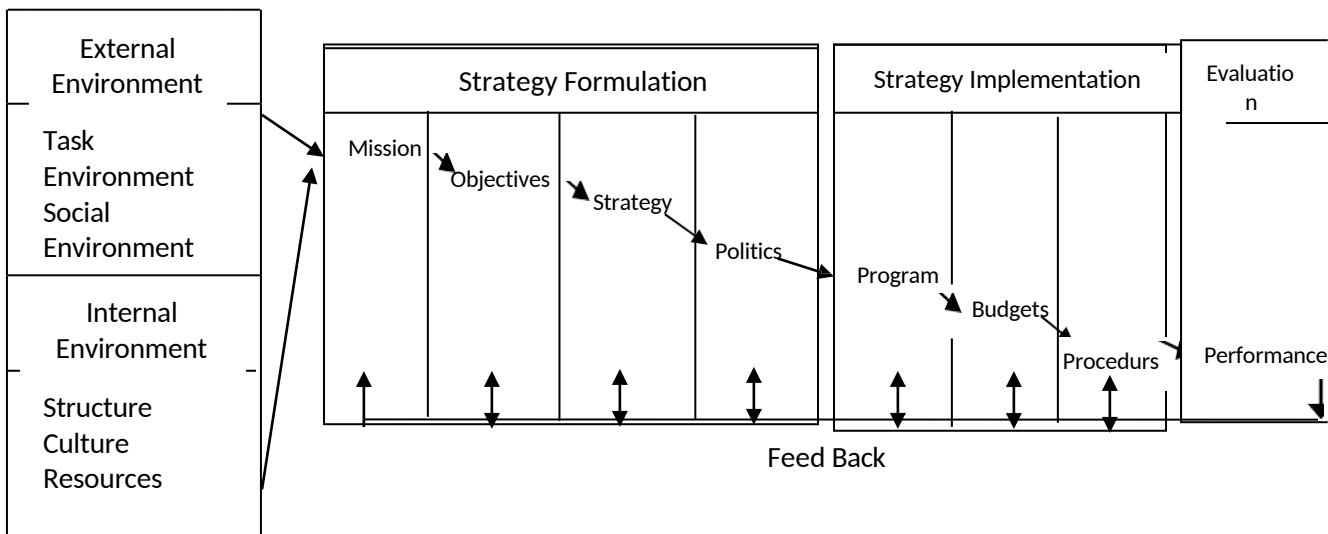 External
Environment
Task
Environment
Social
Environment
Internal
Environment
Structure
Culture
Resources
Strategy Formulation
Mission
Objectives
Strategy
Politics
Strategy Implementation
Program
Budgets
Procedurs
Evaluatio
n
Performance
Feed Back